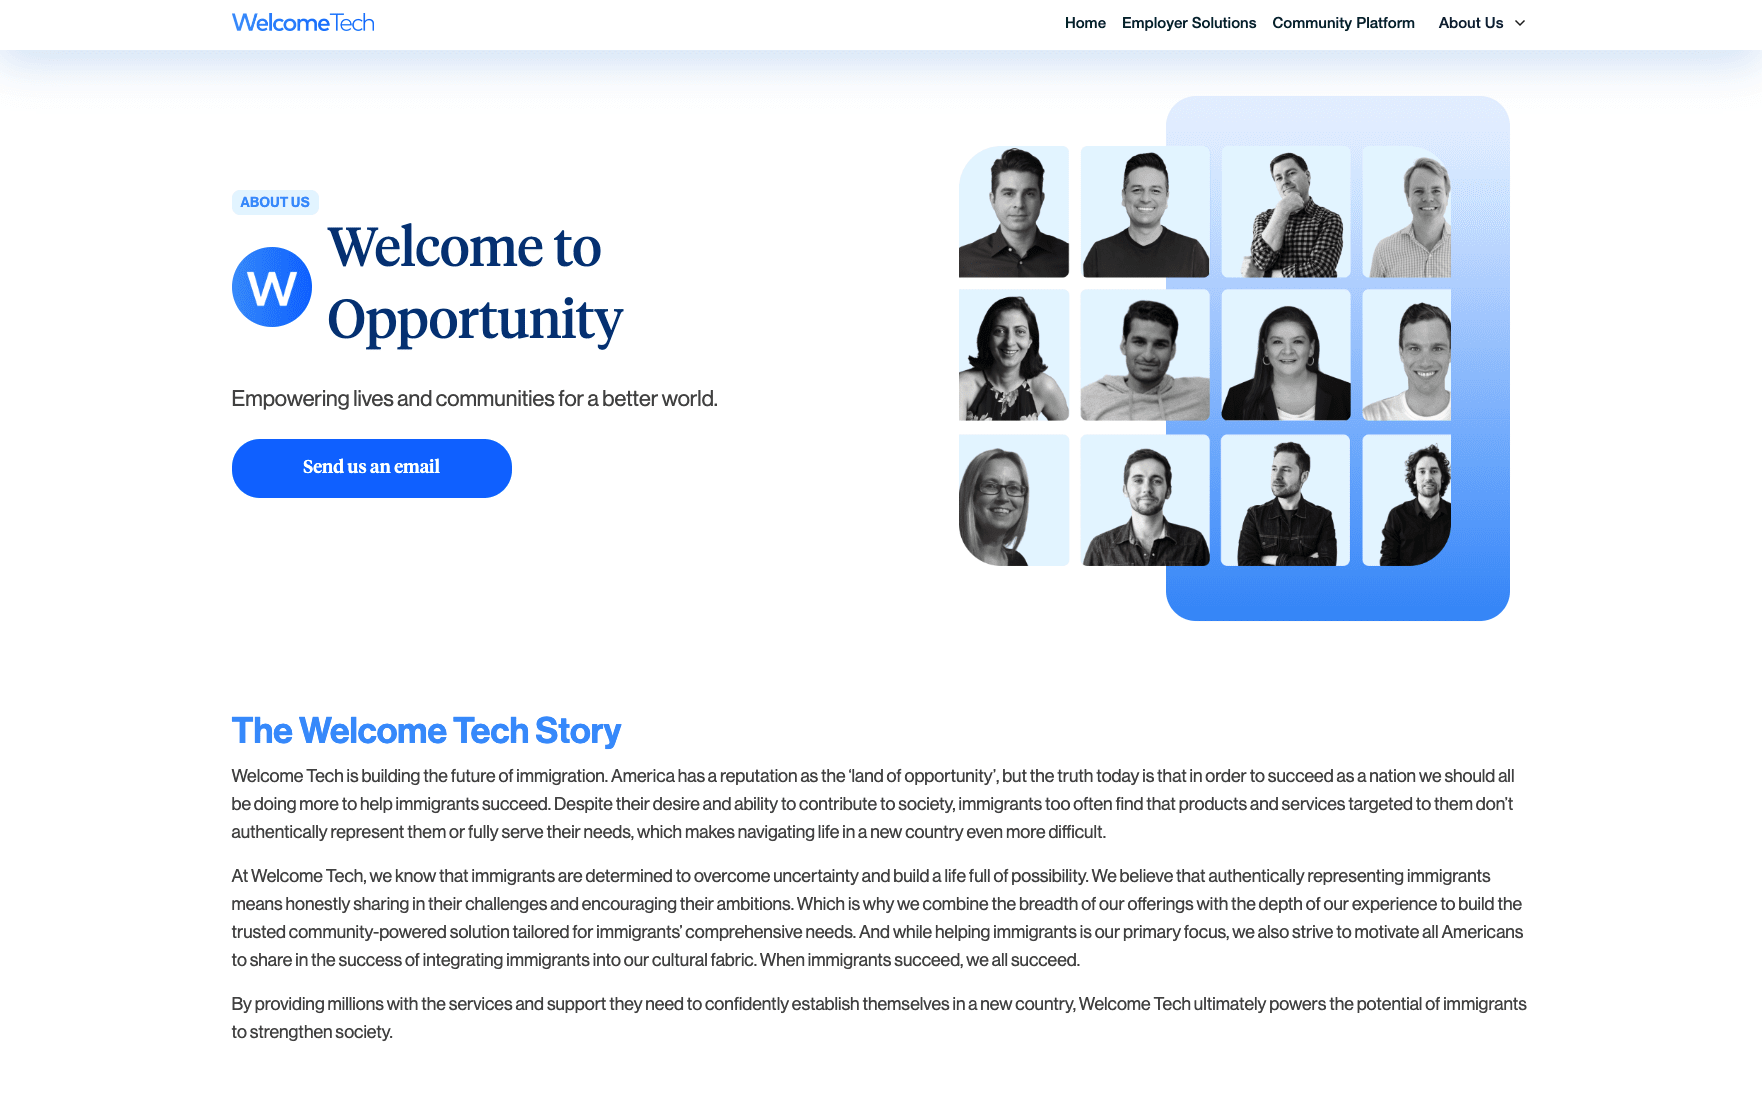 WelcomeTech
Home Employer Solutions Community Platform About Us
ABOUT US
W
Welcome to
Opportunity
Empowering lives and communities for a better world.
Send us an email
The Welcome Tech Story
Welcome Tech is building the future of immigration. America has a reputation as the ‘land of opportunity’, but the truth today is that in order to succeed as a nation we should all
be doing more to help immigrants succeed. Despite their desire and ability to contribute to society, immigrants too often find that products and services targeted to them don’t
authentically represent them or fully serve their needs, which makes navigating life in a new country even more difficult.
At Welcome Tech, we know that immigrants are determined to overcome uncertainty and build a life full of possibility. We believe that authentically representing immigrants
means honestly sharing in their challenges and encouraging their ambitions. Which is why we combine the breadth of our offerings with the depth of our experience to build the
trusted community-powered solution tailored for immigrants’ comprehensive needs. And while helping immigrants is our primary focus, we also strive to motivate all Americans
to share in the success of integrating immigrants into our cultural fabric. When immigrants succeed, we all succeed.
By providing millions with the services and support they need to confidently establish themselves in a new country, Welcome Tech ultimately powers the potential of immigrants
to strengthen society.